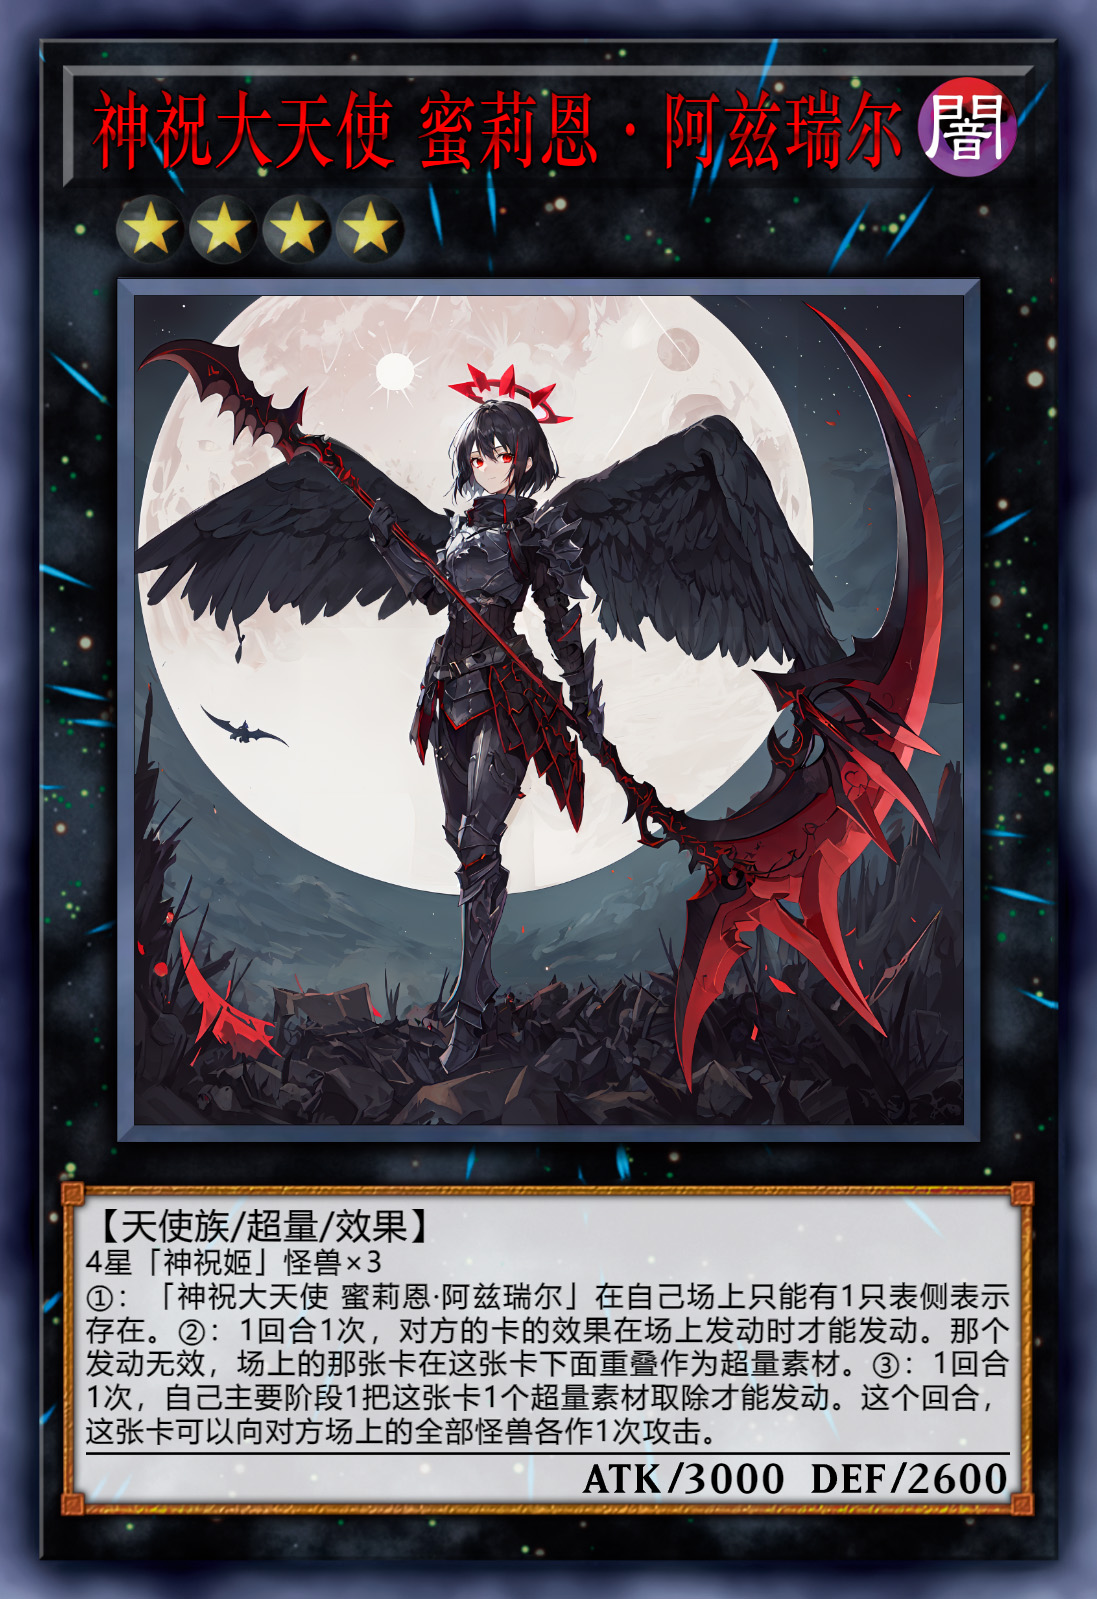 神祝大天使 蜜莉恩・阿兹瑞尔
闇
【天使族/超量/效果】
4星「神祝姬」怪兽×3
①：「神祝大天使 蜜莉恩·阿兹瑞尔」在自己场上只能有1只表侧表示
存在。②：1回合1次，对方的卡的效果在场上发动时才能发动。那个
发动无效，场上的那张卡在这张卡下面重叠作为超量素材。③：1回合
1次，自己主要阶段1把这张卡1个超量素材取除才能发动。这个回合，
这张卡可以向对方场上的全部怪兽各作1次攻击。
ATK/3000 DEF/2600